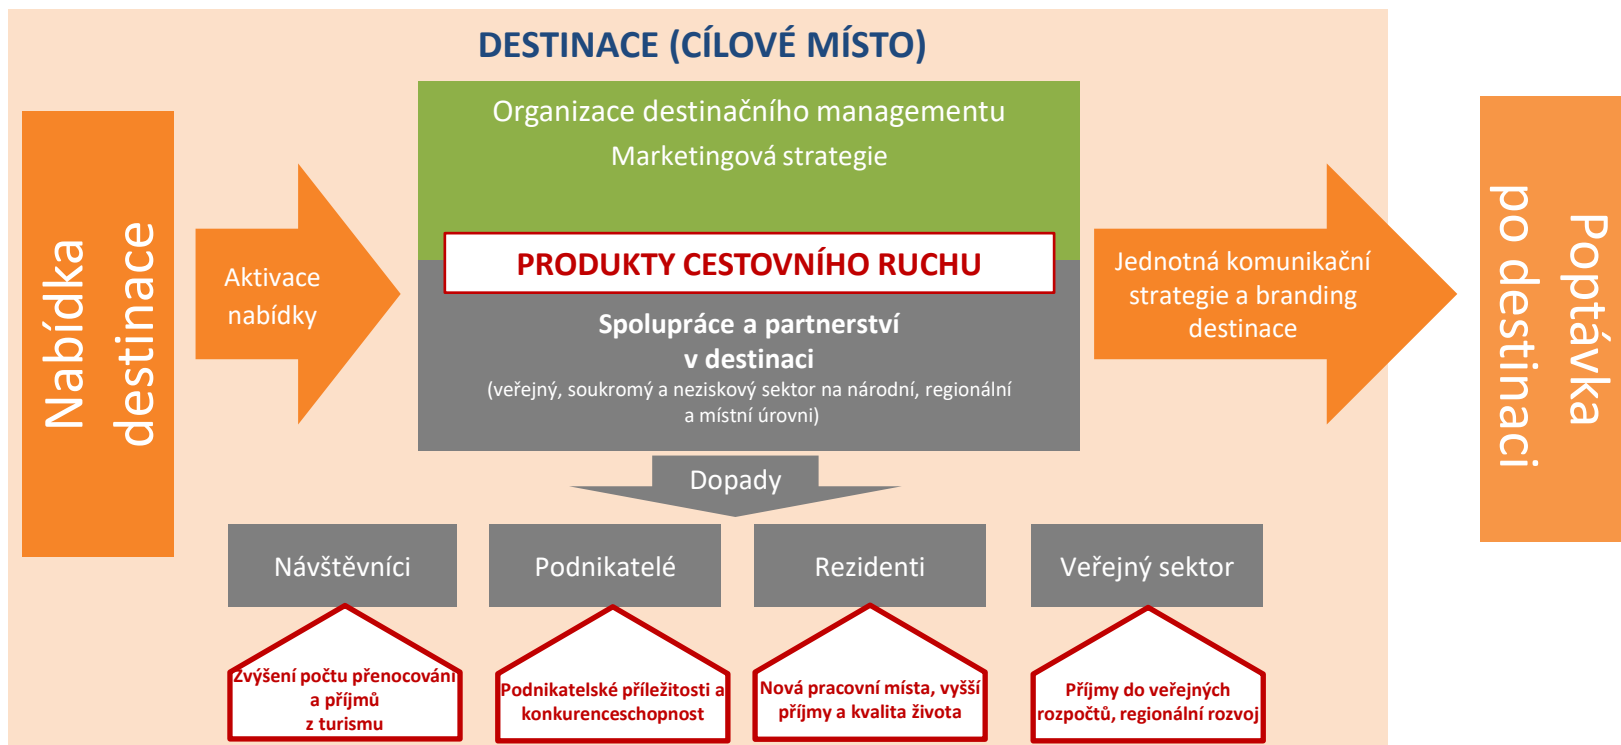 DESTINACE (CÍLOVÉ MÍSTO)
Nabídka
destinace
Aktivace
nabídky
Organizace destinačního managementu
Marketingová strategie
PRODUKTY CESTOVNÍHO RUCHU
Spolupráce a partnerství
v destinaci
(veřejný, soukromý a neziskový sektor na národní, regionální
a místní úrovni)
Jednotná komunikační
strategie a branding
destinace
Poptávka
po destinaci
Dopady
Návštěvníci
Podnikatelé
Rezidenti
Veřejný sektor
Zvýšení počtu přenocování
a příjmů
z turismu
Podnikatelské příležitosti a
konkurenceschopnost
Nová pracovní místa, vyšší
příjmy a kvalita života
Příjmy do veřejných
rozpočtů, regionální rozvoj